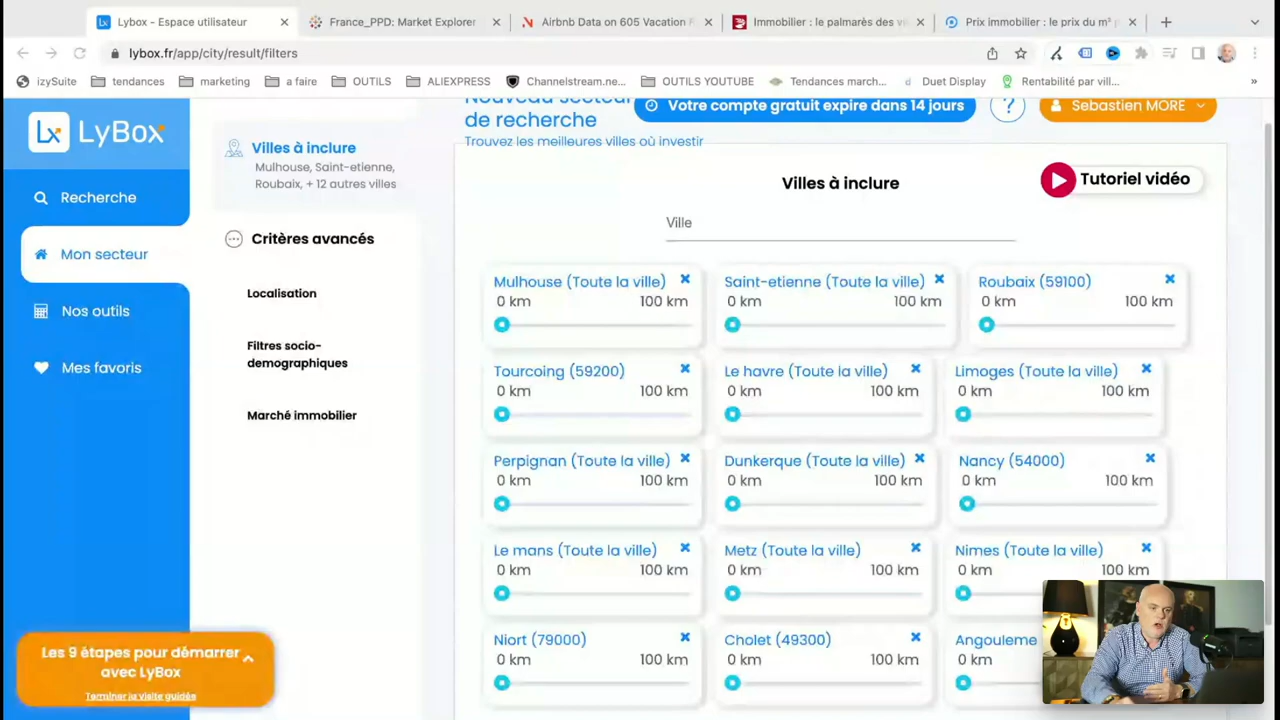 Lybox - Espace utilisateur
France_PPD: Market Explorer
Airbnb Data on 605 Vacation R
Immobilier : le palmarès des vi
Prix immobilier : le prix du m²
lybox.fr/app/city/result/filters
izySuite
tendances
marketing
a faire
OUTILS
ALIEXPRESS
Channelstream.ne...
OUTILS YOUTUBE
Tendances march...
Duet Display
Rentabilité par vill...
»
Lx LyBox
Recherche
Mon secteur
Nos outils
Mes favoris
Les 9 étapes pour démarrer
avec LyBox
Terminer la visite guidée
Villes à inclure
Mulhouse, Saint-etienne,
Roubaix, + 12 autres villes
Critères avancés
Localisation
Filtres socio-
demographiques
Marché immobilier
Nouveau secteur
de recherche
Trouvez les meilleures villes où investir
Votre compte gratuit expire dans 14 jours
?
Sebastien MORE
Villes à inclure
Tutoriel vidéo
Ville
Mulhouse (Toute la ville)
0 km 100 km
Saint-etienne (Toute la ville)
0 km 100 km
Roubaix (59100)
0 km 100 km
Tourcoing (59200)
0 km 100 km
Le havre (Toute la ville)
0 km 100 km
Limoges (Toute la ville)
0 km 100 km
Perpignan (Toute la ville)
0 km 100 km
Dunkerque (Toute la ville)
0 km 100 km
Nancy (54000)
0 km 100 km
Le mans (Toute la ville)
0 km 100 km
Metz (Toute la ville)
0 km 100 km
Nimes (Toute la ville)
0 km 100 km
Niort (79000)
0 km 100 km
Cholet (49300)
0 km 100 km
Angouleme
0 km